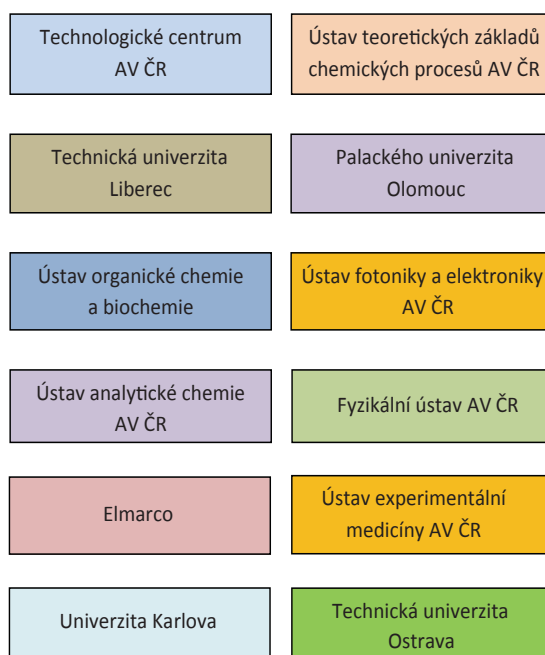 Technologické centrum
AV ČR
Ústav teoretických základů
chemických procesů AV ČR
Technická univerzita
Liberec
Palackého univerzita
Olomouc
Ústav organické chemie
a biochemie
Ústav fotoniky a elektroniky
AV ČR
Ústav analytické chemie
AV ČR
Fyzikální ústav AV ČR
Elmarco
Ústav experimentální
medicíny AV ČR
Univerzita Karlova
Technická univerzita
Ostrava